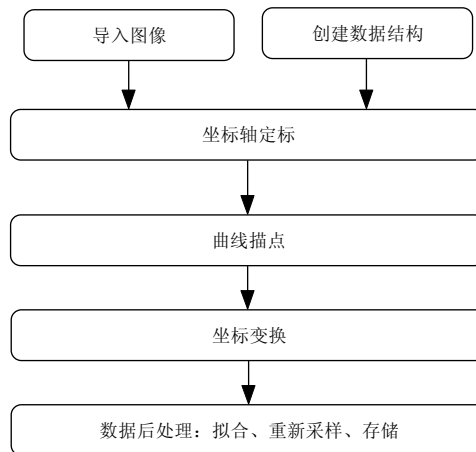 导入图像
创建数据结构
坐标轴定标
曲线描点
坐标变换
数据后处理：拟合、重新采样、存储